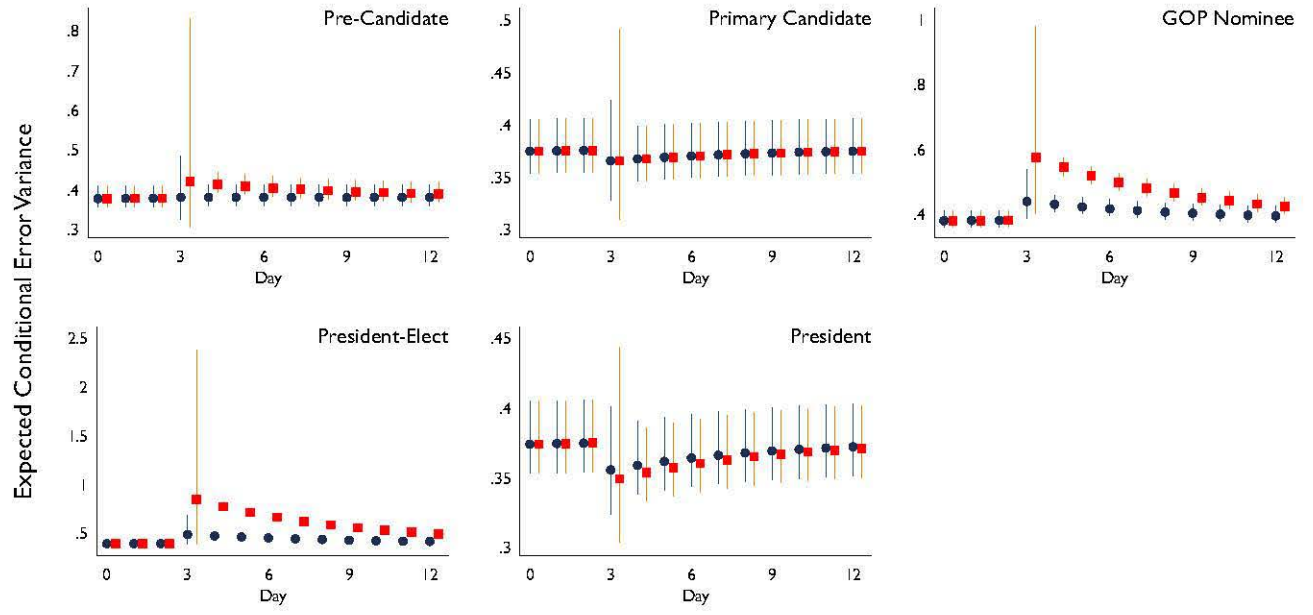 Expected Conditional Error Variance
Pre-Candidate
.8
.7
.6
.5
.4
.3
0 3 6 9 12
Day
Primary Candidate
.5
.45
.4
.35
.3
0 3 6 9 12
Day
GOP Nominee
1
.8
.6
.4
0 3 6 9 12
Day
President-Elect
2.5
2
1.5
1
.5
0 3 6 9 12
Day
President
.45
.4
.35
.3
0 3 6 9 12
Day